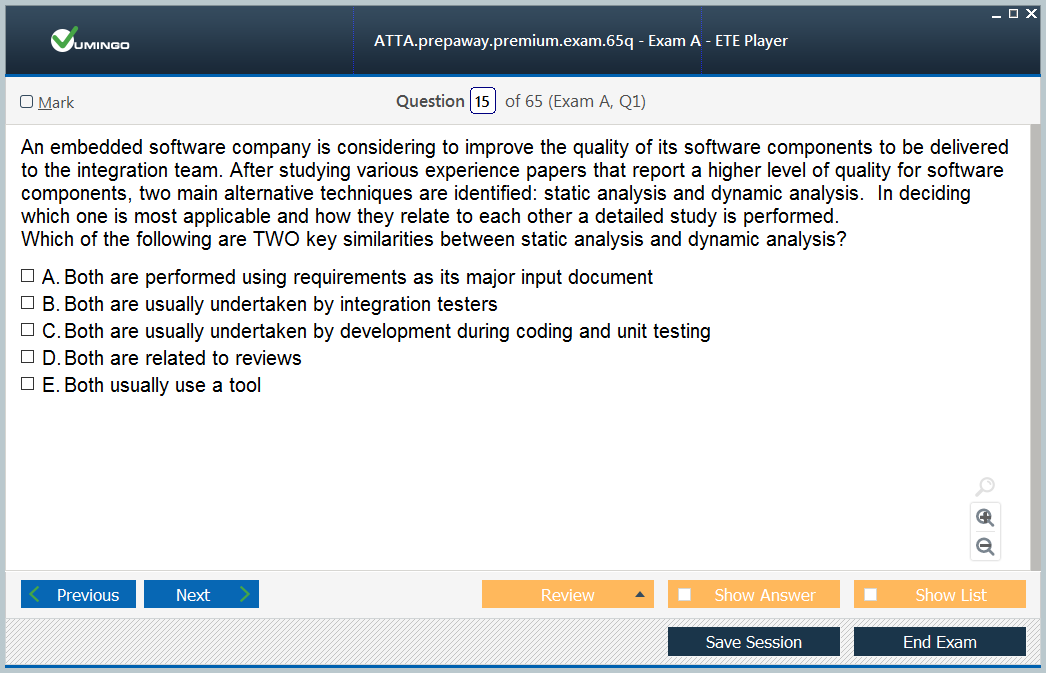 VUMINGO
ATTA.prepaway.premium.exam.65q - Exam A - ETE Player
Mark
Question 15 of 65 (Exam A, Q1)
An embedded software company is considering to improve the quality of its software components to be delivered
to the integration team. After studying various experience papers that report a higher level of quality for software
components, two main alternative techniques are identified: static analysis and dynamic analysis.  In deciding
which one is most applicable and how they relate to each other a detailed study is performed.
Which of the following are TWO key similarities between static analysis and dynamic analysis?
A. Both are performed using requirements as its major input document
B. Both are usually undertaken by integration testers
C. Both are usually undertaken by development during coding and unit testing
D. Both are related to reviews
E. Both usually use a tool
Previous Next Review Show Answer Show List
Save Session End Exam